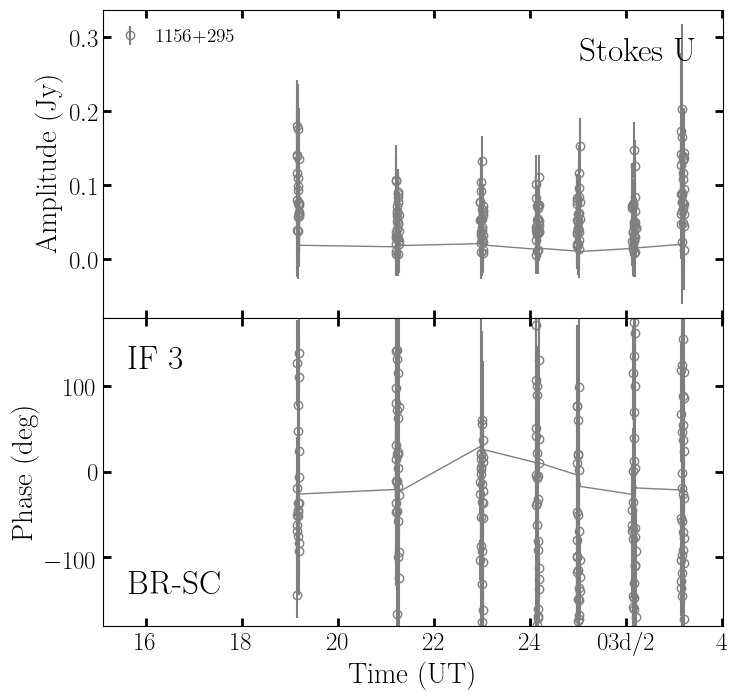 1156+295
Stokes U
Amplitude (Jy)
0.3
0.2
0.1
0.0
IF 3
BR-SC
Phase (deg)
100
0
−100
16 18 20 22 24 03d/2 4
Time (UT)